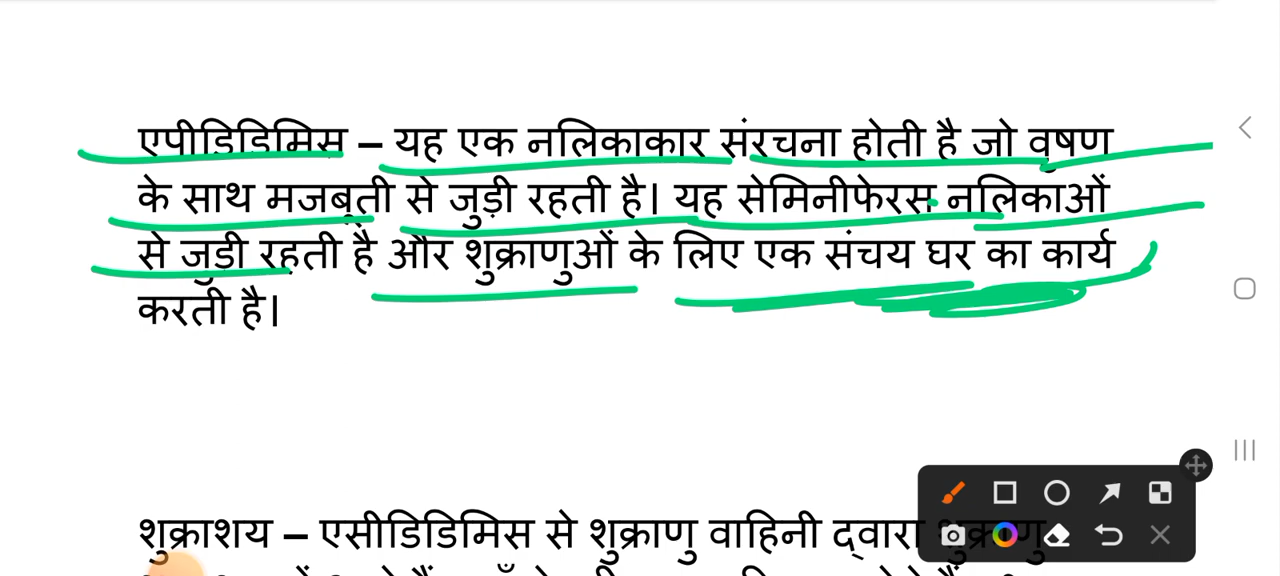 एपीडिडिमिस – यह एक नलिकाकार संरचना होती है जो वृषण
के साथ मजबूती से जुड़ी रहती है। यह सेमिनीफेरस नलिकाओं
से जुडी रहती है और शुक्राणुओं के लिए एक संचय घर का कार्य
करती है।
शुक्राशय – एसीडिडिमिस से शुक्राणु वाहिनी द्वारा शुक्राणु